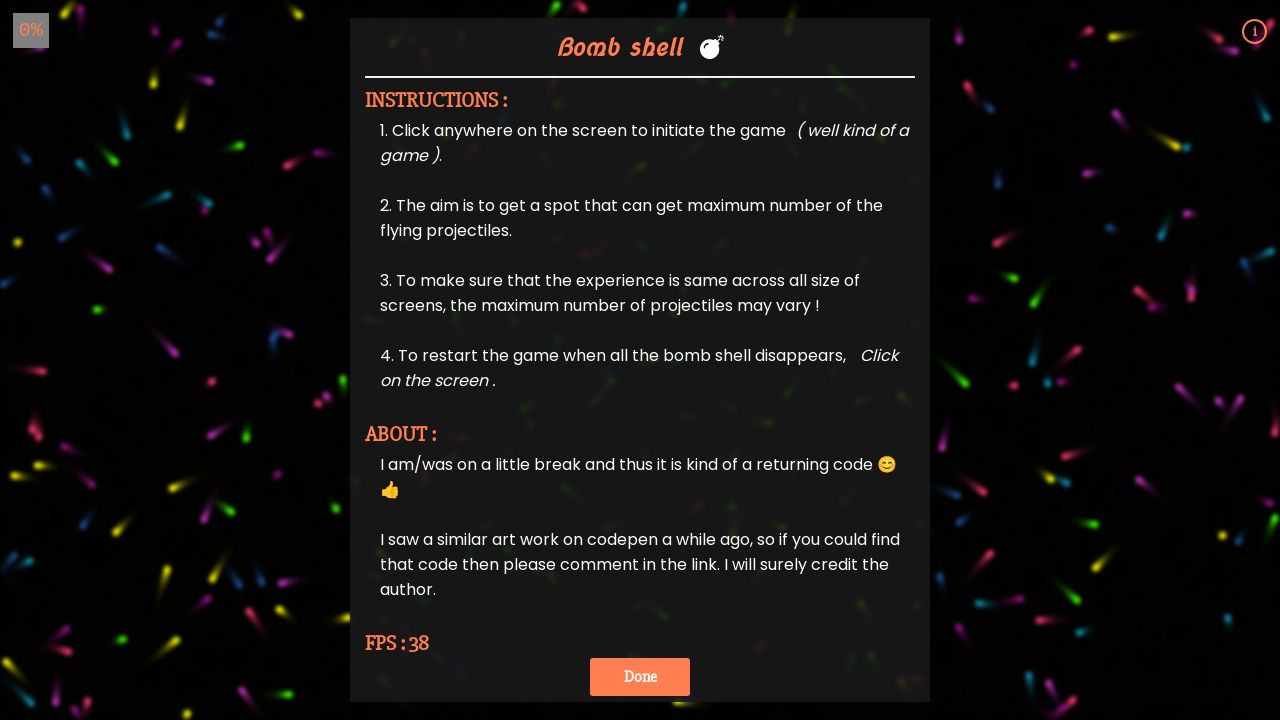 0%
Bomb shell 💣
i
INSTRUCTIONS :
1. Click anywhere on the screen to initiate the game ( well kind of a
game ).
2. The aim is to get a spot that can get maximum number of the
flying projectiles.
3. To make sure that the experience is same across all size of
screens, the maximum number of projectiles may vary !
4. To restart the game when all the bomb shell disappears, Click
on the screen .
ABOUT :
I am/was on a little break and thus it is kind of a returning code 😊
👍
I saw a similar art work on codepen a while ago, so if you could find
that code then please comment in the link. I will surely credit the
author.
FPS : 38
Done